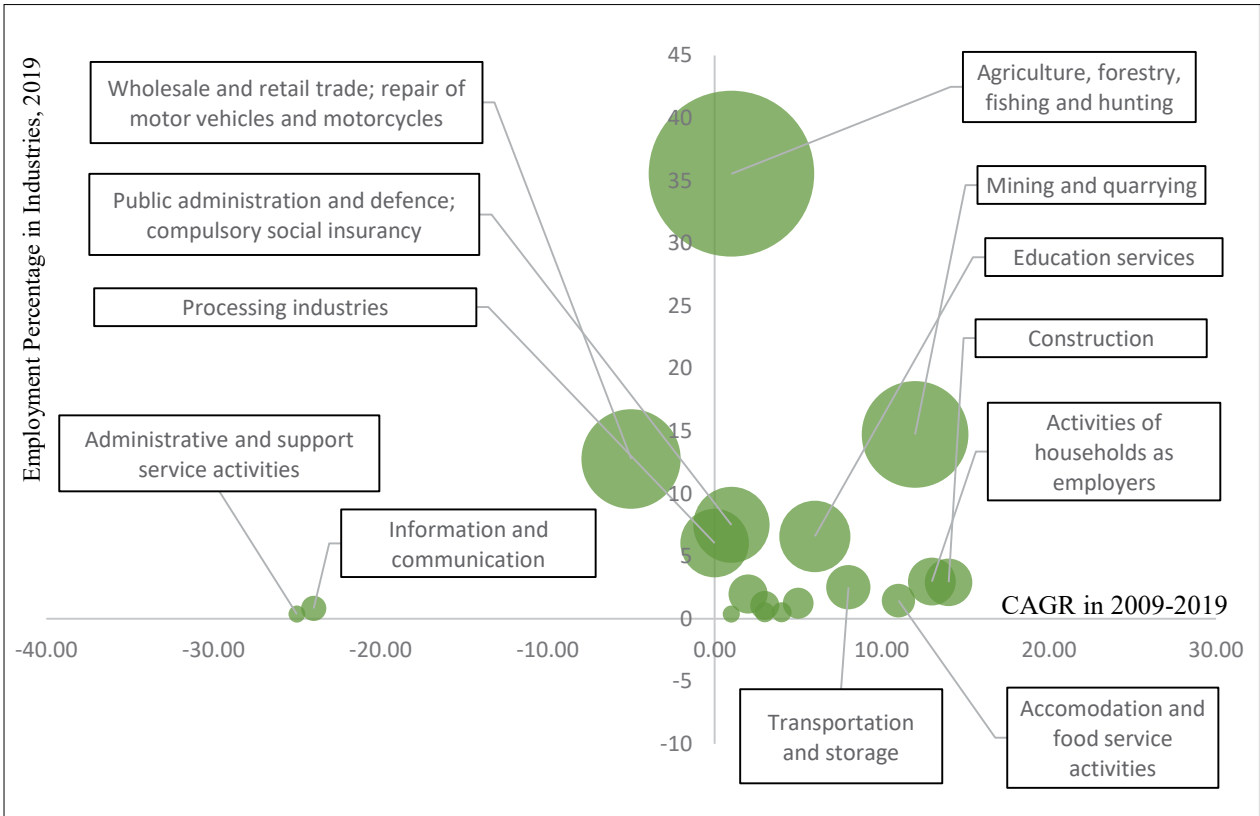 Employment Percentage in Industries, 2019
Wholesale and retail trade; repair of
motor vehicles and motorcycles
Public administration and defence;
compulsory social insurancy
Processing industries
Administrative and support
service activities
Information and
communication
45
40
35
30
25
20
15
10
5
0
-5
-10
Agriculture, forestry,
fishing and hunting
Mining and quarrying
Education services
Construction
Activities of
households as
employers
CAGR in 2009-2019
-40.00
-30.00
-20.00
-10.00
0.00
10.00
20.00
30.00
Transportation
and storage
Accomodation and
food service
activities